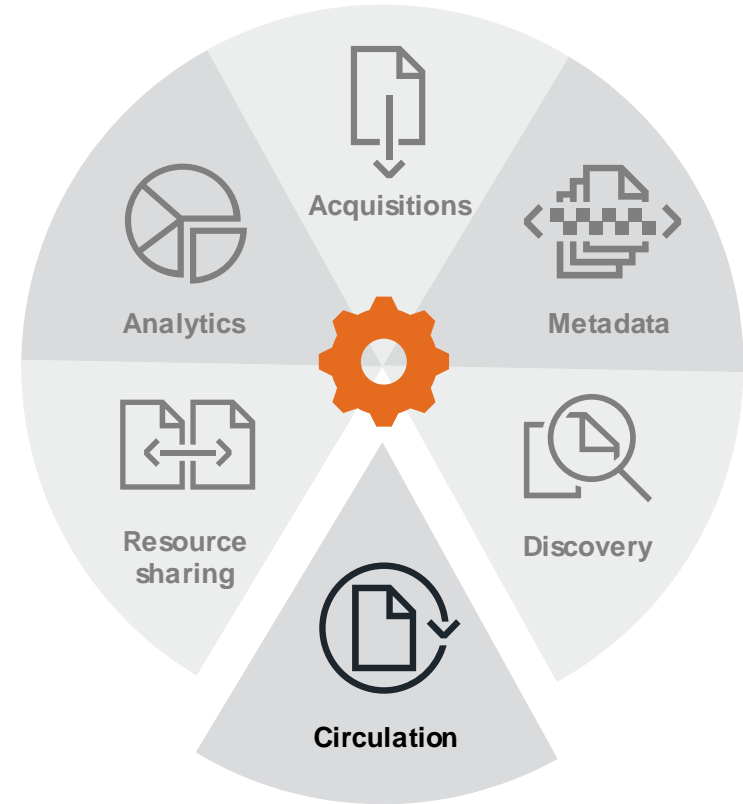 Acquisitions
Analytics
Metadata
Resource
sharing
Discovery
Circulation